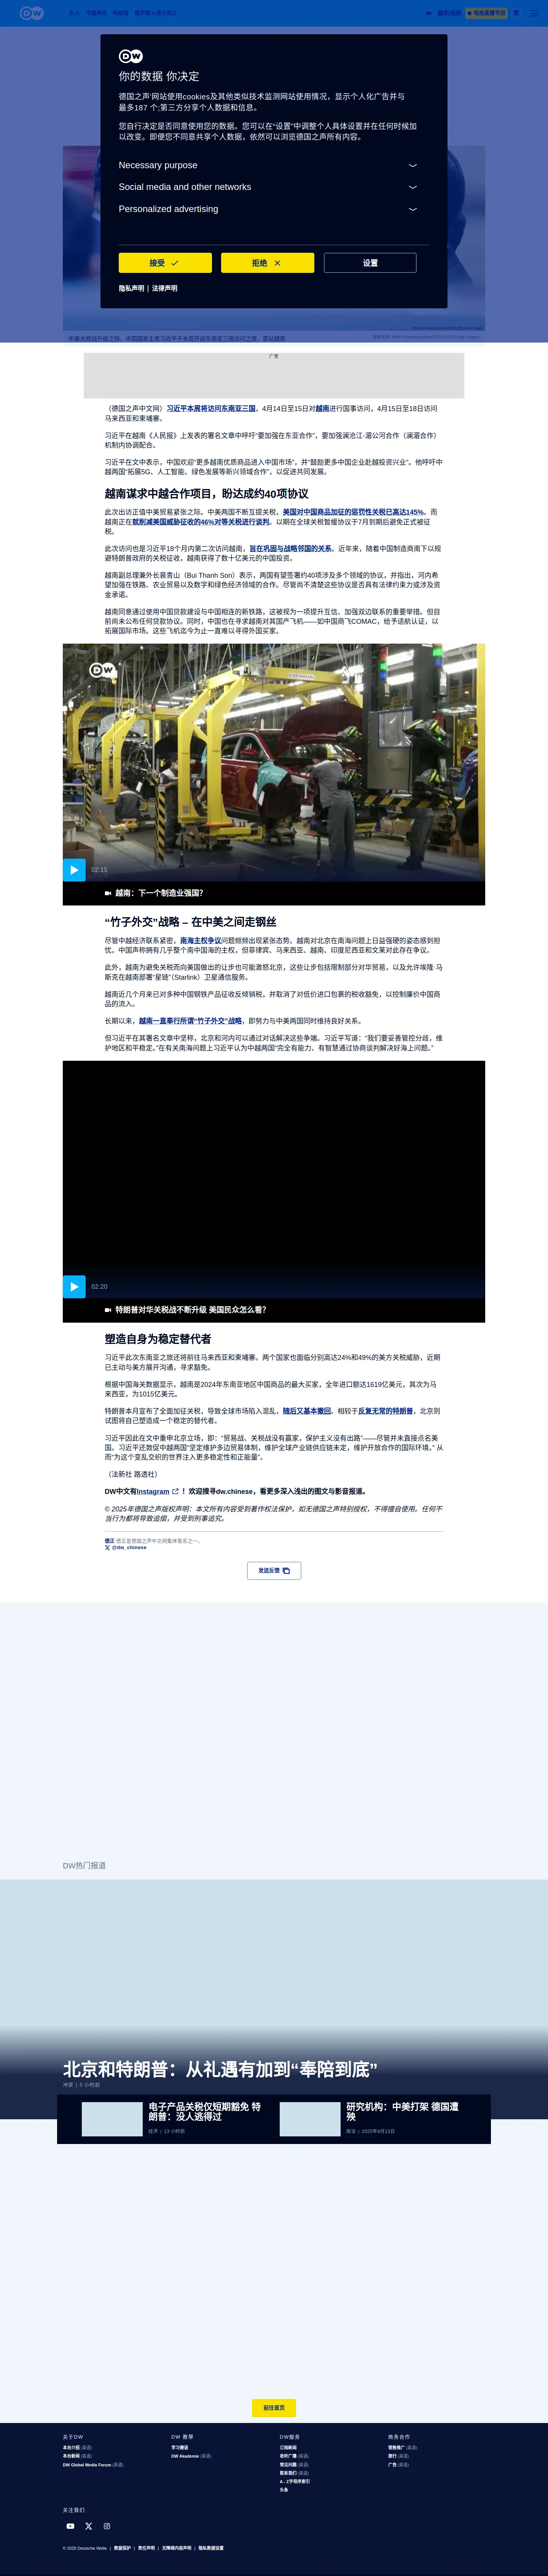 DW
你的数据 你决定
德国之声'网站使用cookies及其他类似技术监测网站使用情况，显示个人化广告并与
最多187 个;第三方分享个人数据和信息。
您自行决定是否同意使用您的数据。您可以在“设置”中调整个人具体设置并在任何时候加
以改变。即便您不同意共享个人数据，依然可以浏览德国之声所有内容。
Necessary purpose
Social media and other networks
Personalized advertising
接受
拒绝
设置
隐私声明 | 法律声明
中美关税战升级之际，中国国家主席习近平于本周开启东南亚三国访问之旅，首站越南
广告
（德国之声中文网）习近平本周将访问东南亚三国，4月14日至15日对越南进行国事访问，4月15日至18日访问
马来西亚和柬埔寨。
习近平在越南《人民报》上发表的署名文章中呼吁“要加强在东亚合作”，要加强澜沧江-湄公河合作（澜湄合作）
机制内协调配合。
习近平在文中表示，中国欢迎“更多越南优质商品进入中国市场”，并“鼓励更多中国企业赴越投资兴业”。他呼吁中
越两国“拓展5G、人工智能、绿色发展等新兴领域合作”，以促进共同发展。
越南谋求中越合作项目，盼达成约40项协议
此次出访正值中美贸易紧张之际。中美两国不断互提关税，美国对中国商品加征的惩罚性关税已高达145%。而
越南正在就削减美国威胁征收的46%对等关税进行谈判，以期在全球关税暂缓协议于7月到期后避免正式被征
税。
此次访问也是习近平18个月内第二次访问越南，旨在巩固与战略邻国的关系。近年来，随着中国制造商南下以规
避特朗普政府的关税征收，越南获得了数十亿美元的中国投资。
越南副总理兼外长裴青山（Bui Thanh Son）表示，两国有望签署约40项涉及多个领域的协议，并指出，河内希
望加强在铁路、农业贸易以及数字和绿色经济领域的合作。尽管尚不清楚这些协议是否具有法律约束力或涉及资
金承诺。
越南同意通过使用中国贷款建设与中国相连的新铁路，这被视为一项提升互信、加强双边联系的重要举措。但目
前尚未公布任何贷款协议。同时，中国也在寻求越南对其国产飞机——如中国商飞COMAC，给予适航认证，以
拓展国际市场。这些飞机迄今为止一直难以寻得外国买家。
DW
02:15
越南：下一个制造业强国？
“竹子外交”战略 – 在中美之间走钢丝
尽管中越经济联系紧密，南海主权争议问题频频出现紧张态势。越南对北京在南海问题上日益强硬的姿态感到担
忧。中国声称拥有几乎整个南中国海的主权，但菲律宾、马来西亚、越南、印度尼西亚和文莱对此存在争议。
此外，越南为避免关税而向美国做出的让步也可能激怒北京，这些让步包括限制部分对华贸易，以及允许埃隆·马
斯克在越南部署“星链”（Starlink）卫星通信服务。
越南近几个月来已对多种中国钢铁产品征收反倾销税，并取消了对低价进口包裹的税收豁免，以控制廉价中国商
品的流入。
长期以来，越南一直奉行所谓“竹子外交”战略，即努力与中美两国同时维持良好关系。
但习近平在其署名文章中坚称，北京和河内可以通过对话解决这些争端。习近平写道：“我们要妥善管控分歧，维
护地区和平稳定。”在有关南海问题上习近平认为中越两国“完全有能力、有智慧通过协商谈判解决好海上问题。”
02:20
特朗普对华关税战不断升级 美国民众怎么看？
塑造自身为稳定替代者
习近平此次东南亚之旅还将前往马来西亚和柬埔寨。两个国家也面临分别高达24%和49%的美方关税威胁，近期
已主动与美方展开沟通，寻求豁免。
根据中国海关数据显示，越南是2024年东南亚地区中国商品的最大买家，全年进口额达1619亿美元，其次为马
来西亚，为1015亿美元。
特朗普本月宣布了全面加征关税，导致全球市场陷入混乱，随后又基本撤回。相较于反复无常的特朗普，北京则
试图将自己塑造成一个稳定的替代者。
习近平因此在文中重申北京立场，即：“贸易战、关税战没有赢家，保护主义没有出路”——尽管并未直接点名美
国。习近平还敦促中越两国“坚定维护多边贸易体制，维护全球产业链供应链未定，维护开放合作的国际环境。” 从
而“为这个变乱交织的世界注入更多稳定性和正能量”。
（法新社 路透社）
DW中文有Instagram ！欢迎搜寻dw.chinese，看更多深入浅出的图文与影音报道。
© 2025年德国之声版权声明：本文所有内容受到著作权法保护，如无德国之声特别授权，不得擅自使用。任何不
当行为都将导致追偿，并受到刑事追究。
德正 德正是德国之声中文网集体笔名之一。
@dw_chinese
发送反馈
DW热门报道
北京和特朗普：从礼遇有加到“奉陪到底”
冲突 | 5 小时前
电子产品关税仅短期豁免 特
朗普：没人逃得过
经济 | 13 小时前
研究机构：中美打架 德国遭
殃
政治 | 2025年4月13日
前往首页
关于DW
本台介绍 (英语)
本台新闻 (英语)
DW Global Media Forum (英语)
DW 教學
学习德语
DW Akademie (英语)
DW服务
订阅新闻
收听广播 (英语)
常见问题 (英语)
联系我们 (英语)
A - Z字母序索引
头条
商务合作
销售推广 (英语)
旅行 (英语)
广告 (英语)
关注我们
© 2025 Deutsche Welle | 数据保护 | 责任声明 | 无障碍内容声明 | 隐私数据设置